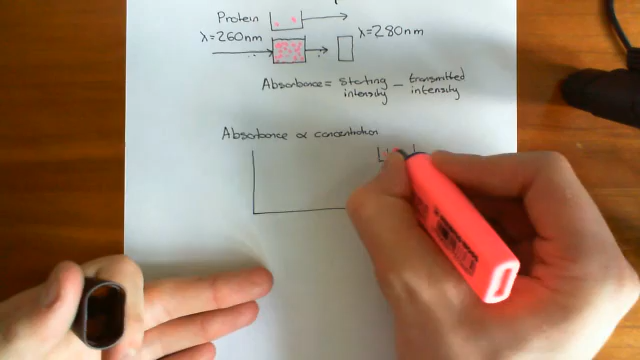 Protein
λ=260nm
λ=280nm
Absorbance = starting intensity - transmitted intensity
Absorbance ∝ concentration